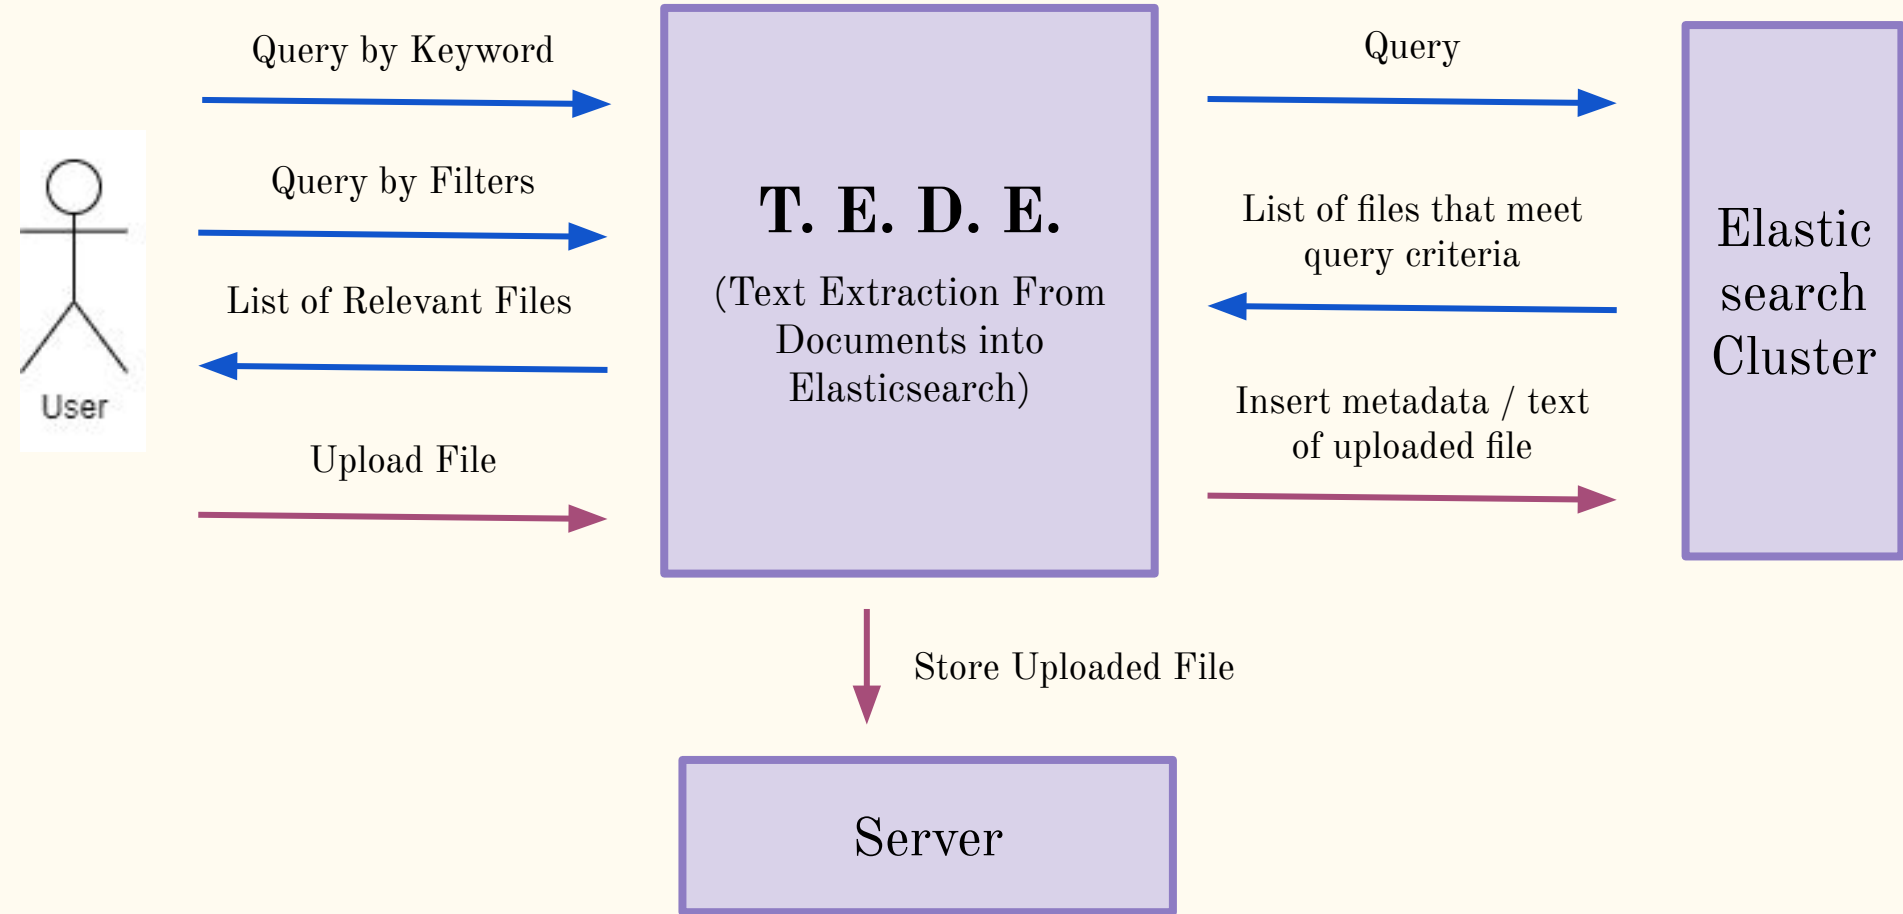 Query by Keyword
Query by Filters
List of Relevant Files
Upload File
User
T. E. D. E.
(Text Extraction From
Documents into
Elasticsearch)
Query
List of files that meet
query criteria
Insert metadata / text
of uploaded file
Elastic
search
Cluster
Store Uploaded File
Server